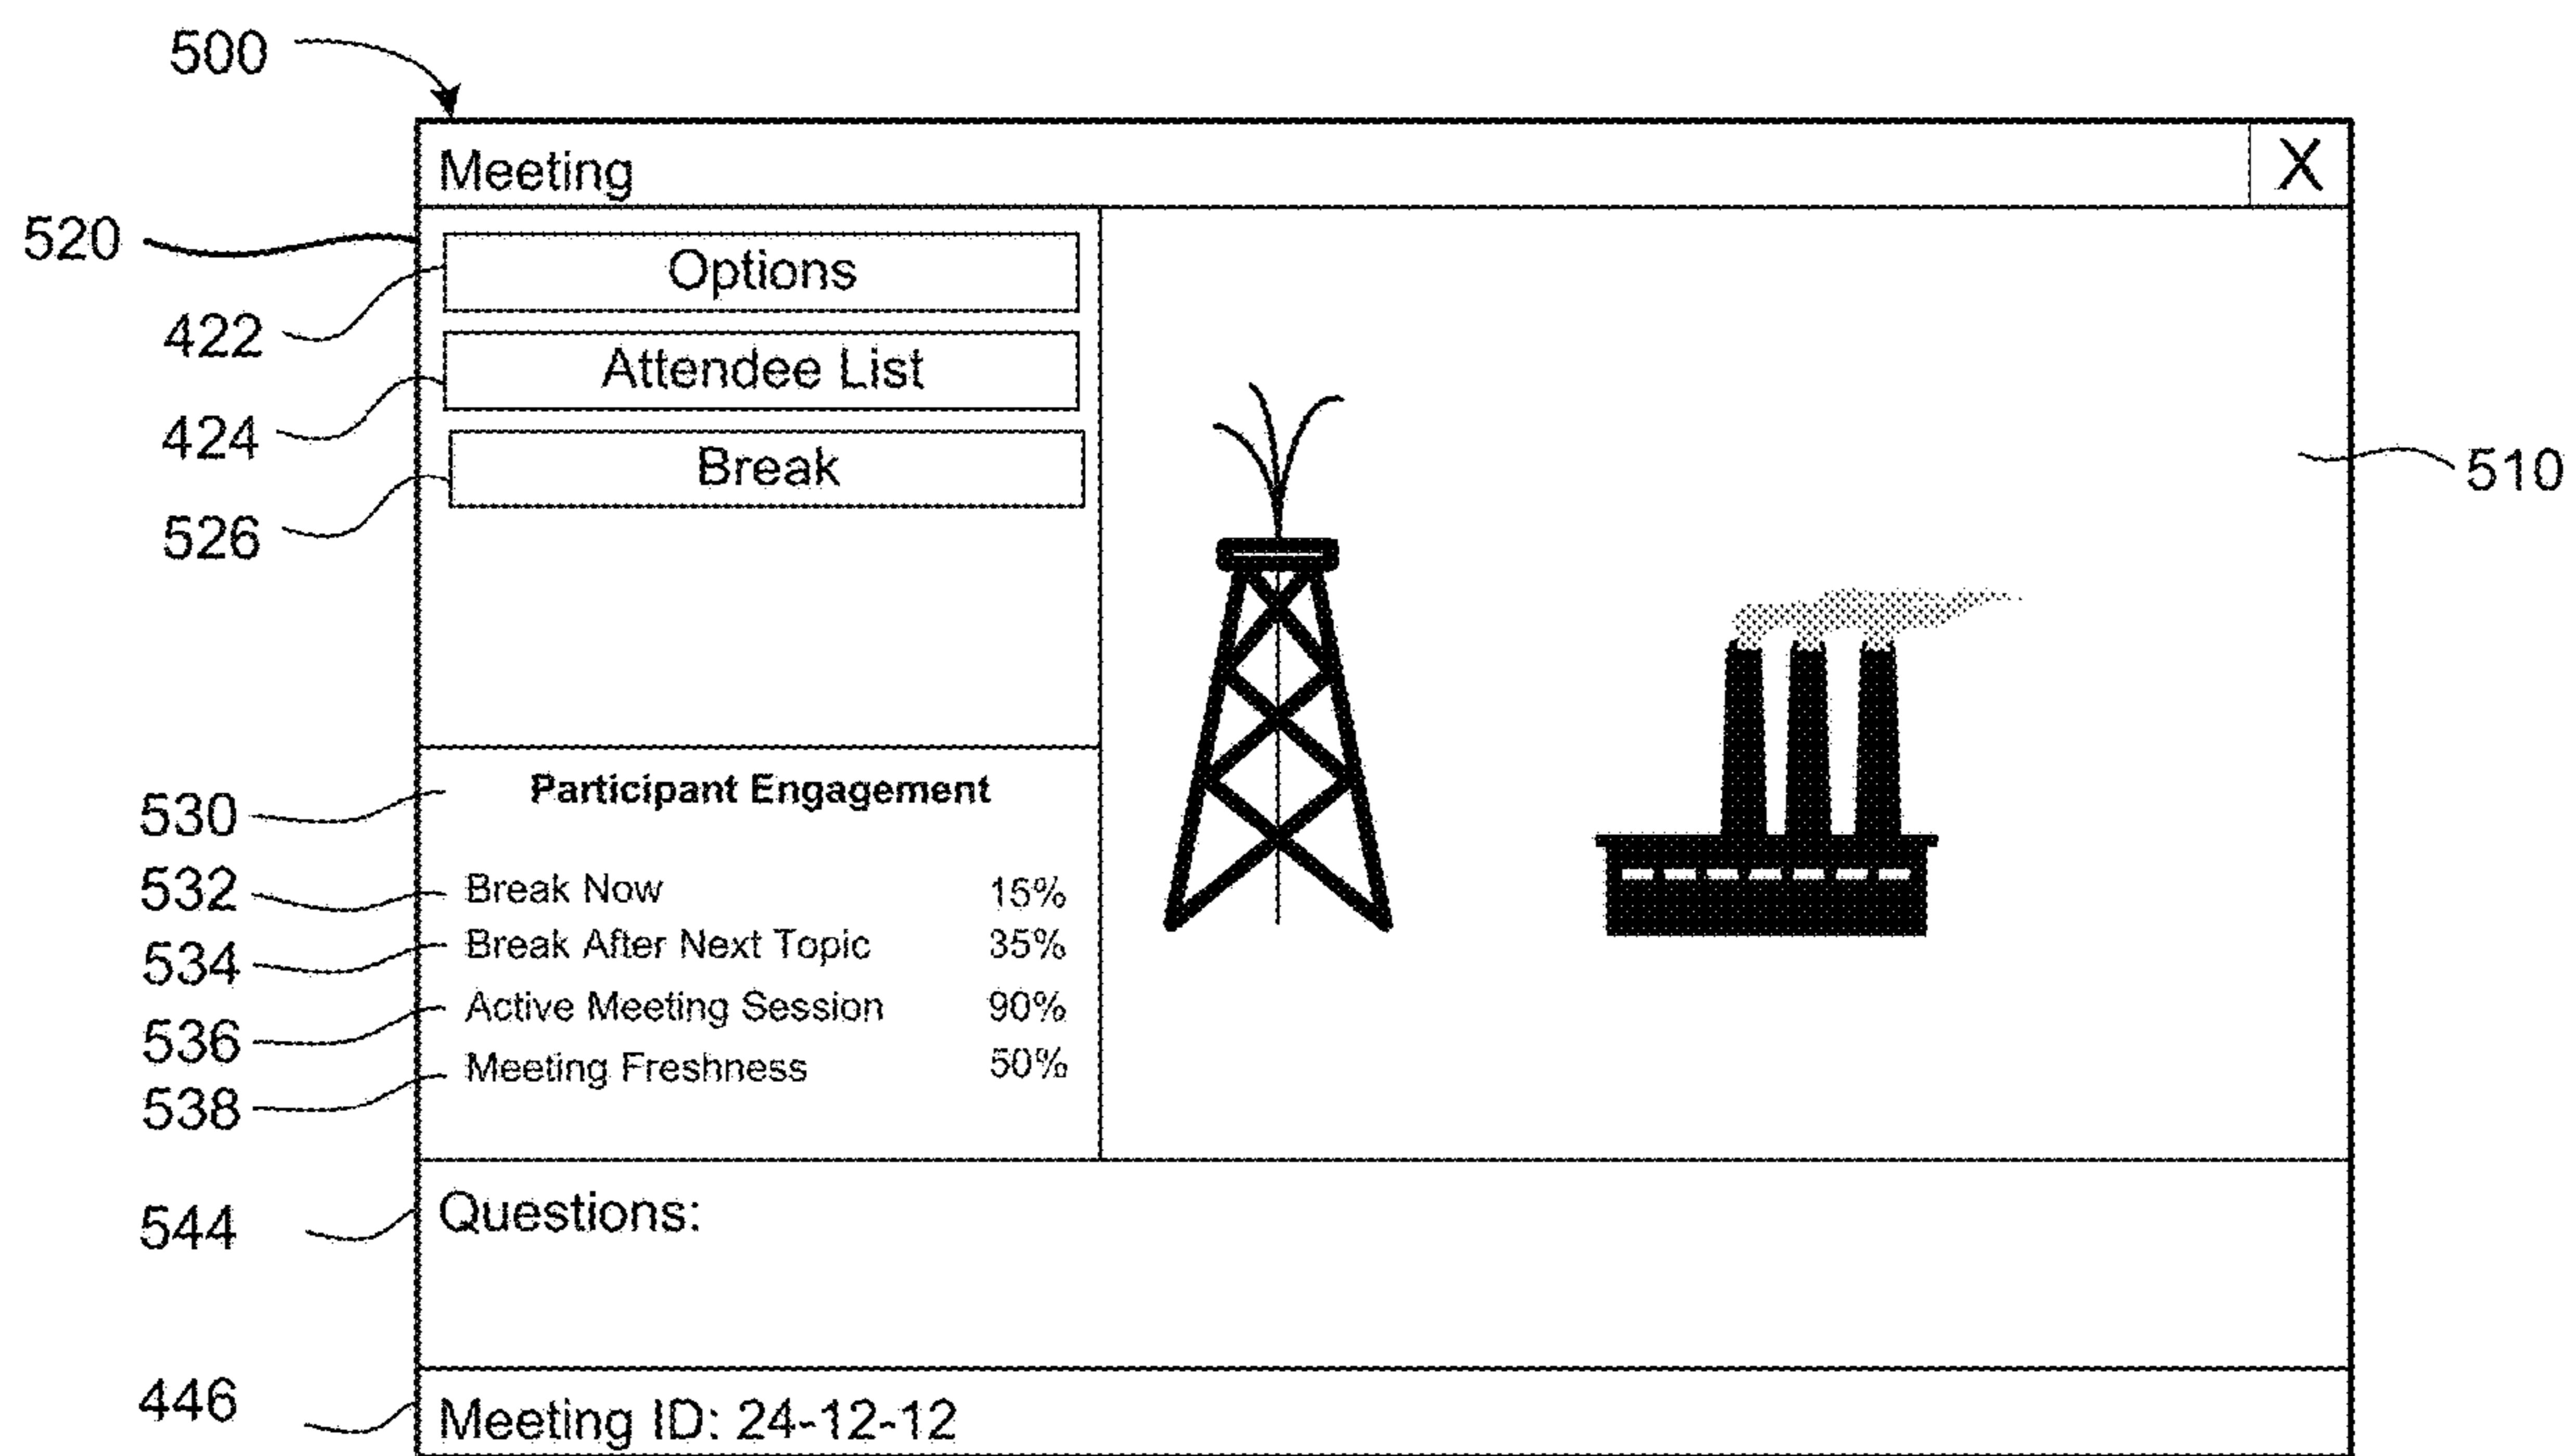 500
Meeting X
520
Options
422
Attendee List
424
Break
510
526
Participant Engagement
530
532 Break Now 15%
534 Break After Next Topic 35%
536 Active Meeting Session 90%
538 Meeting Freshness 50%
544 Questions:
446 Meeting ID: 24-12-12